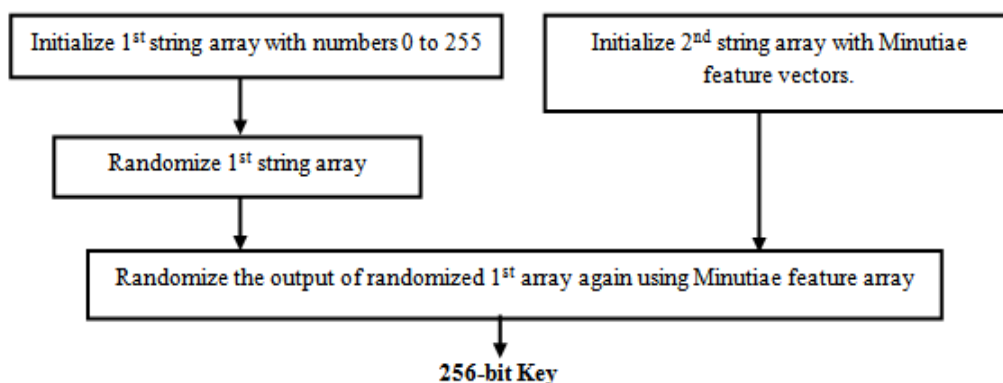 Initialize 1st string array with numbers 0 to 255
Initialize 2nd string array with Minutiae
feature vectors.
Randomize 1st string array
Randomize the output of randomized 1st array again using Minutiae feature array
256-bit Key